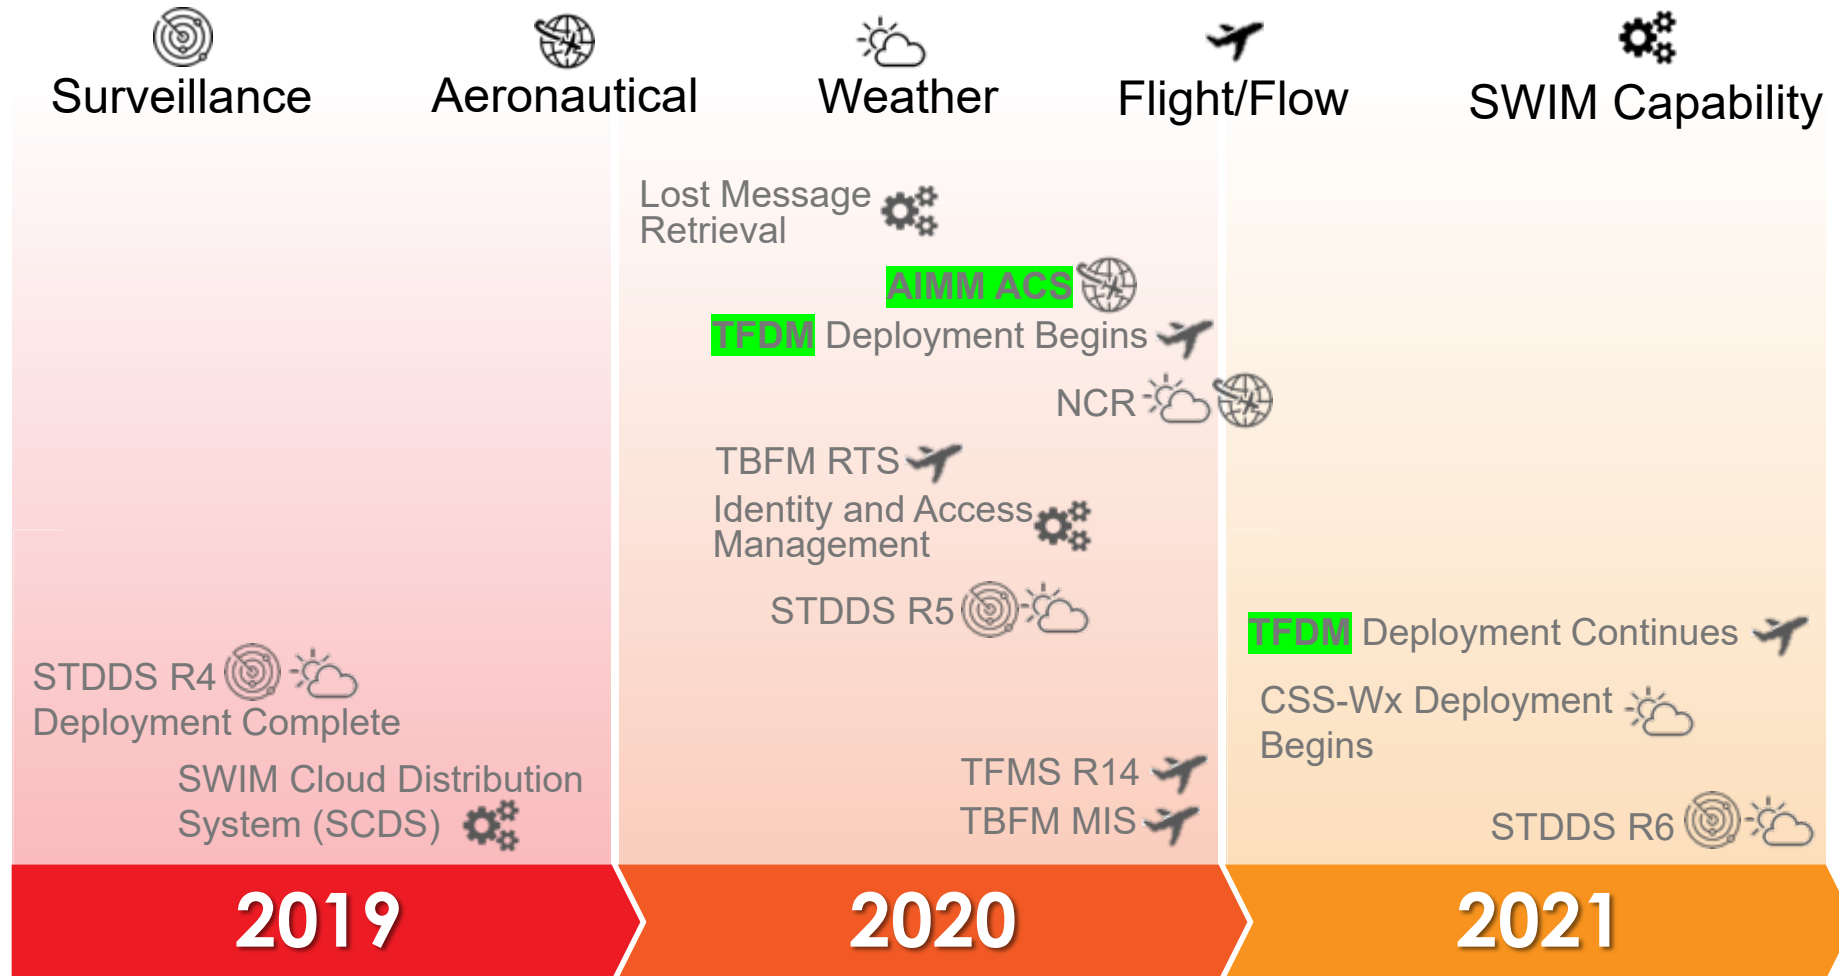 Surveillance
Aeronautical
Weather
Flight/Flow
SWIM Capability
STDDS R4
Deployment Complete
SWIM Cloud Distribution
System (SCDS)
2019
Lost Message
Retrieval
AIMM ACS
TFDM Deployment Begins
NCR
TBFM RTS
Identity and Access
Management
STDDS R5
TFMS R14
TBFM MIS
2020
TFDM Deployment Continues
CSS-Wx Deployment
Begins
STDDS R6
2021